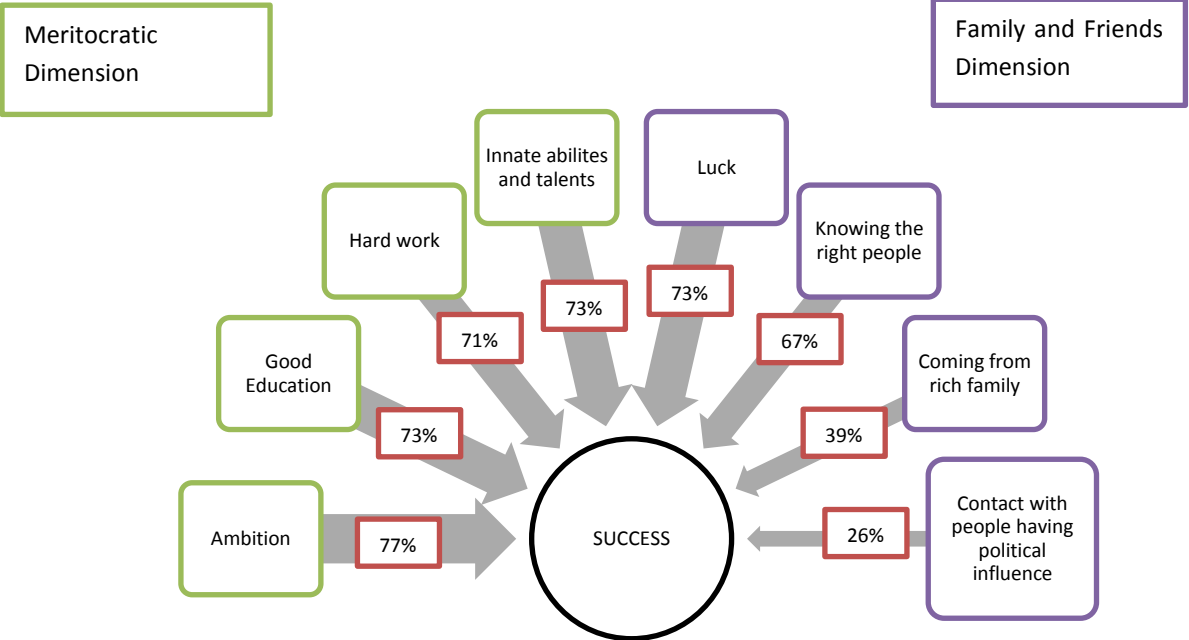 Meritocratic
Dimension
Family and Friends
Dimension
Innate abilites
and talents
Luck
Hard work
Knowing the
right people
73%
73%
71%
67%
Good
Education
Coming from
rich family
73%
39%
Ambition
77%
SUCCESS
26%
Contact with
people having
political
influence